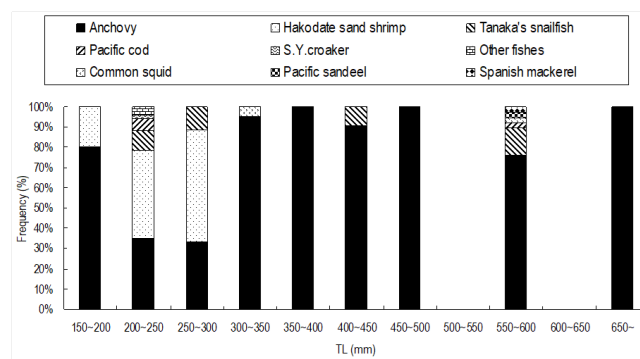 Anchovy Hakodate sand shrimp Tanaka's snailfish
Pacific cod S.Y.croaker Other fishes
Common squid Pacific sandeel Spanish mackerel
100%
90%
80%
70%
60%
50%
40%
30%
20%
10%
0%
Frequency (%)
150~200 200~250 250~300 300~350 350~400 400~450 450~500 500~550 550~600 600~650 650~
TL (mm)